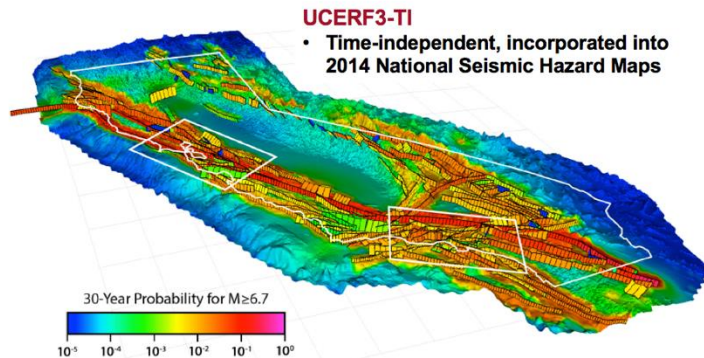 UCERF3-TI
• Time-independent, incorporated into
2014 National Seismic Hazard Maps
30-Year Probability for M≥6.7
10⁻⁵ 10⁻⁴ 10⁻³ 10⁻² 10⁻¹ 10⁰